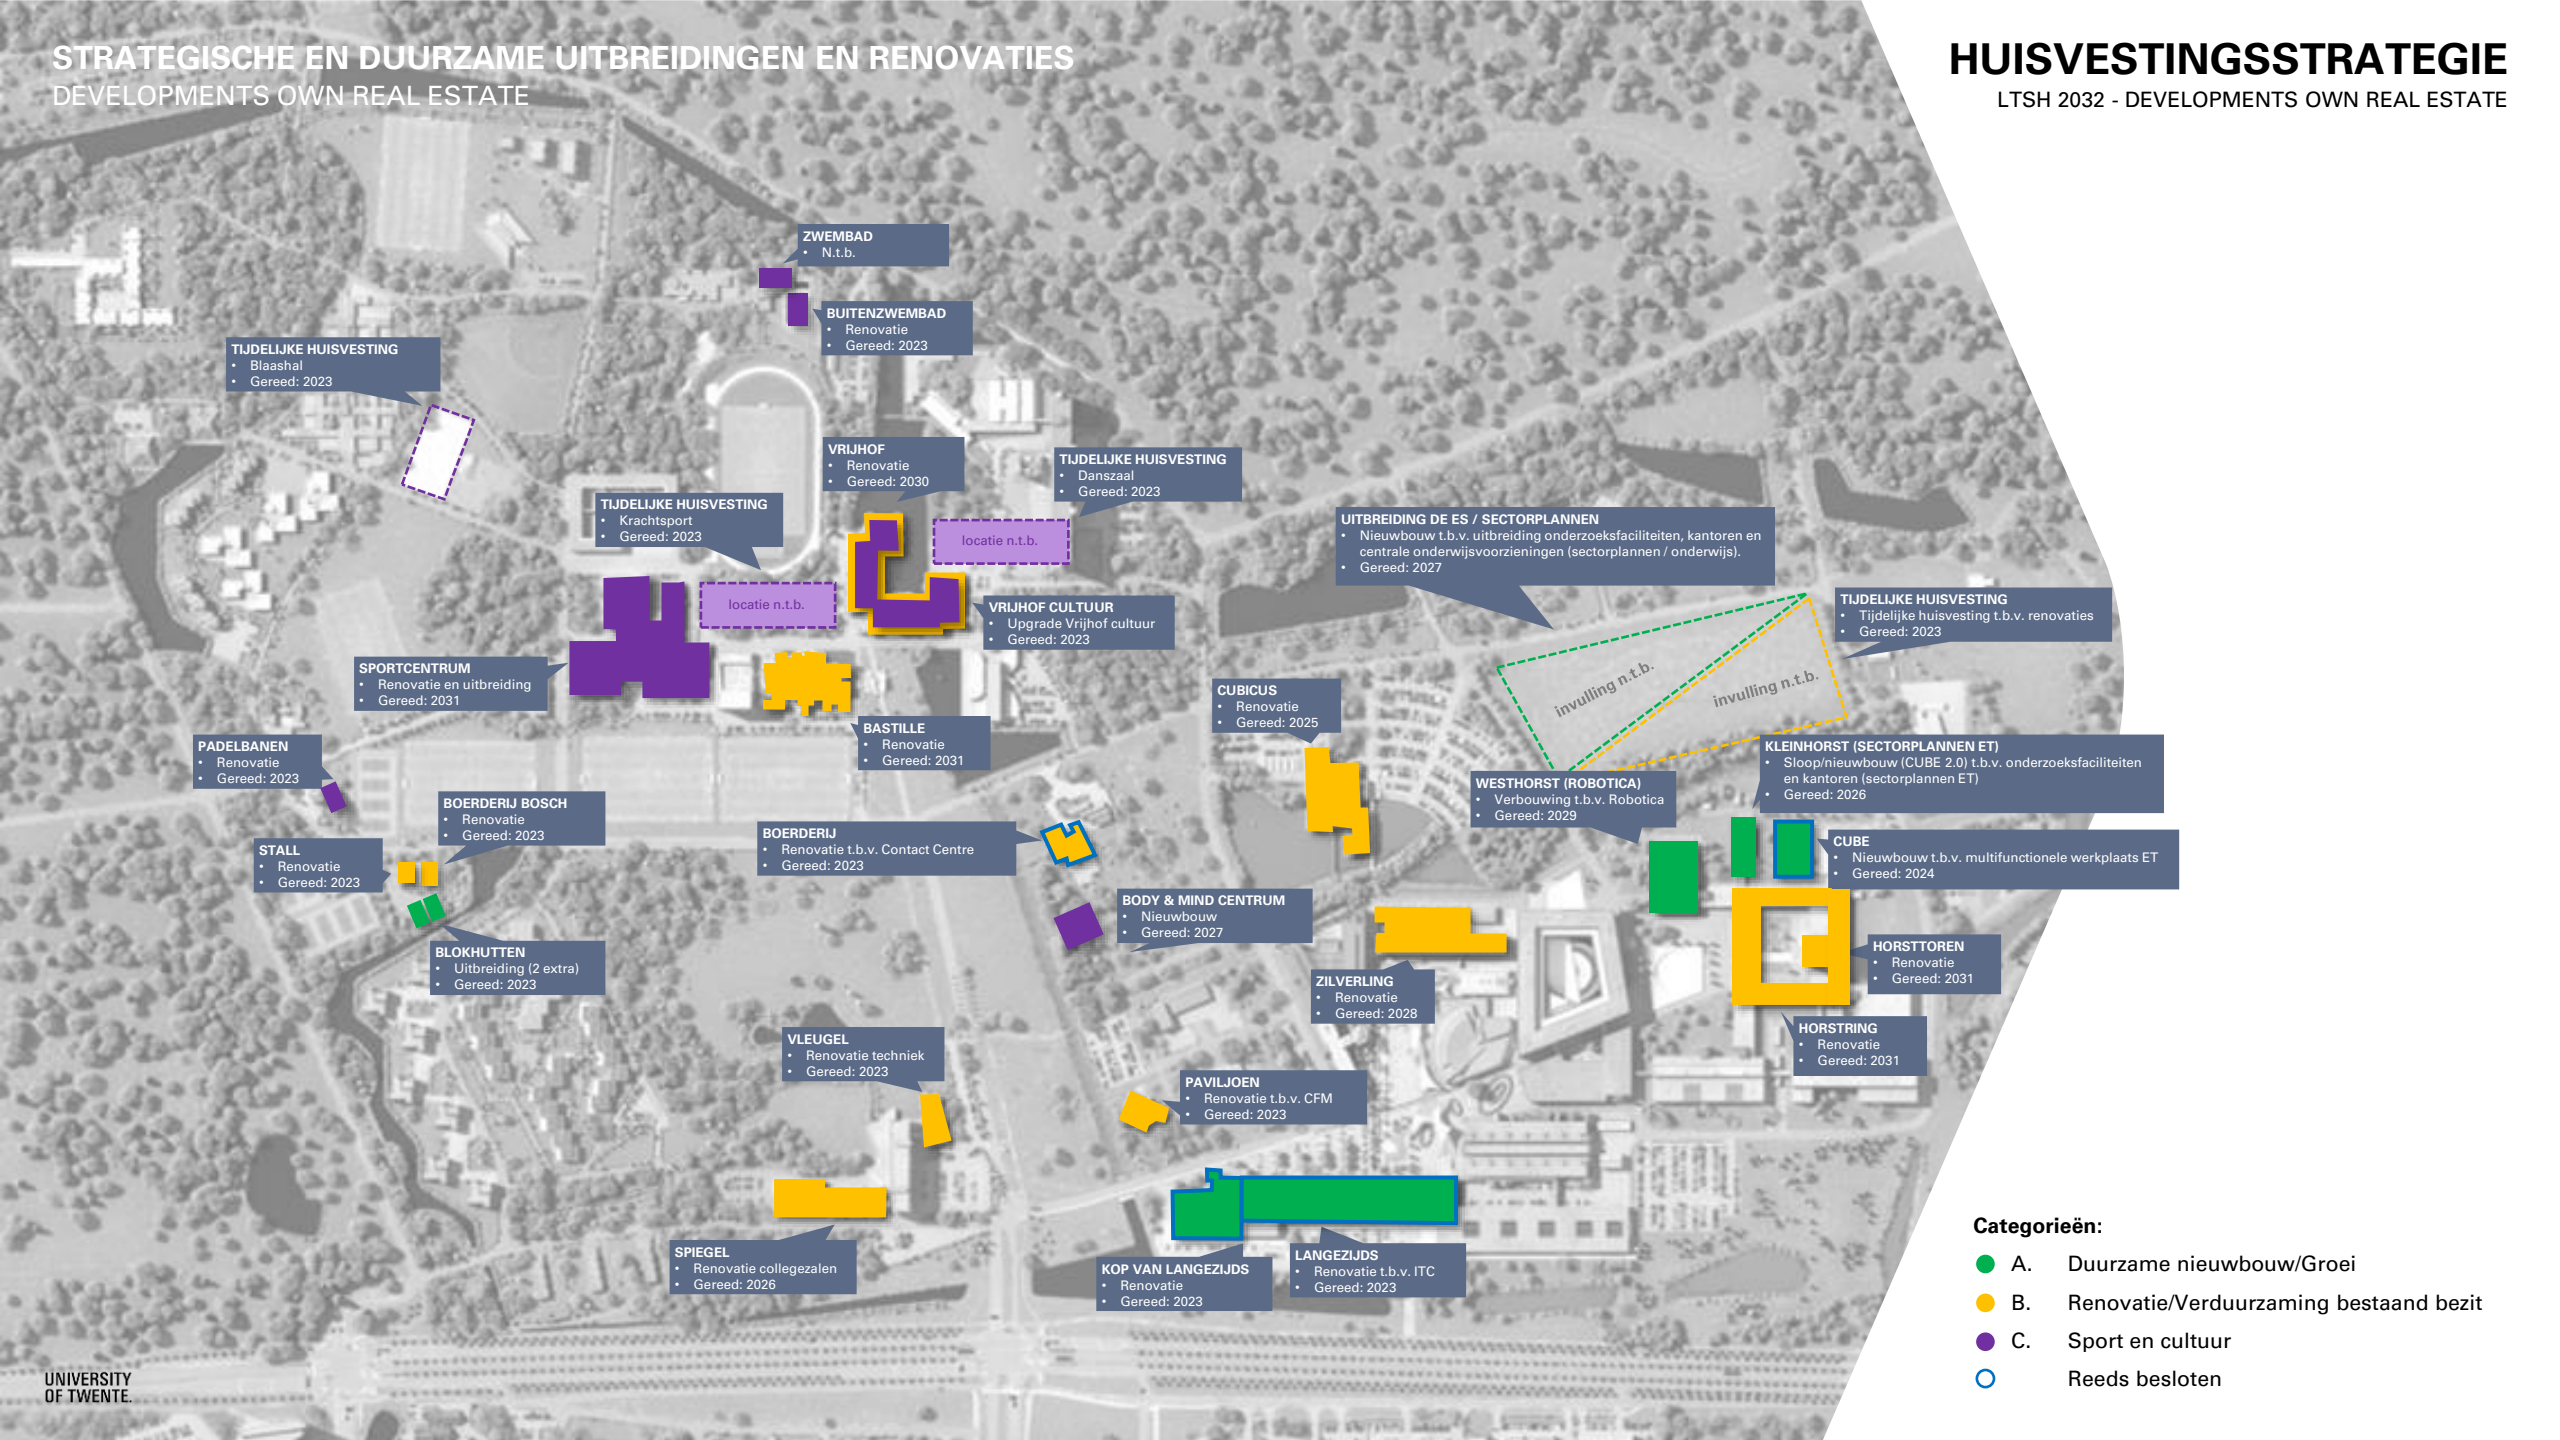 STRATEGISCHE EN DUURZAME UITBREIDINGEN EN RENOVATIES
DEVELOPMENTS OWN REAL ESTATE
HUISVESTINGSSTRATEGIE
LTSH 2032 - DEVELOPMENTS OWN REAL ESTATE
ZWEMBAD
• N.t.b.
BUITENZWEMBAD
• Renovatie
• Gereed: 2023
TIJDELIJKE HUISVESTING
• Blaashal
• Gereed: 2023
VRIJHOF
• Renovatie
• Gereed: 2030
TIJDELIJKE HUISVESTING
• Danszaal
• Gereed: 2023
TIJDELIJKE HUISVESTING
• Krachtsport
• Gereed: 2023
locatie n.t.b.
locatie n.t.b.
UITBREIDING DE ES / SECTORPLANNEN
• Nieuwbouw t.b.v. uitbreiding onderzoeksfaciliteiten, kantoren en
centrale onderwijsvoorzieningen (sectorplannen / onderwijs).
• Gereed: 2027
TIJDELIJKE HUISVESTING
• Tijdelijke huisvesting t.b.v. renovaties
• Gereed: 2023
VRIJHOF CULTUUR
• Upgrade Vrijhof cultuur
• Gereed: 2023
SPORTCENTRUM
• Renovatie en uitbreiding
• Gereed: 2031
invulling n.t.b.
invulling n.t.b.
CUBICUS
• Renovatie
• Gereed: 2025
BASTILLE
• Renovatie
• Gereed: 2031
PADELBANEN
• Renovatie
• Gereed: 2023
KLEINHORST (SECTORPLANNEN ET)
• Sloop/nieuwbouw (CUBE 2.0) t.b.v. onderzoeksfaciliteiten
en kantoren (sectorplannen ET)
• Gereed: 2026
WESTHORST (ROBOTICA)
• Verbouwing t.b.v. Robotica
• Gereed: 2029
BOERDERIJ BOSCH
• Renovatie
• Gereed: 2023
BOERDERIJ
• Renovatie t.b.v. Contact Centre
• Gereed: 2023
CUBE
• Nieuwbouw t.b.v. multifunctionele werkplaats ET
• Gereed: 2024
STALL
• Renovatie
• Gereed: 2023
BODY & MIND CENTRUM
• Nieuwbouw
• Gereed: 2027
BLOKHUTTEN
• Uitbreiding (2 extra)
• Gereed: 2023
HORSTTOREN
• Renovatie
• Gereed: 2031
ZILVERLING
• Renovatie
• Gereed: 2028
HORSTRING
• Renovatie
• Gereed: 2031
VLEUGEL
• Renovatie techniek
• Gereed: 2023
PAVILJOEN
• Renovatie t.b.v. CFM
• Gereed: 2023
SPIEGEL
• Renovatie collegezalen
• Gereed: 2026
KOP VAN LANGEZIJDS
• Renovatie
• Gereed: 2023
LANGEZIJDS
• Renovatie t.b.v. ITC
• Gereed: 2023
Categorieën:
A. Duurzame nieuwbouw/Groei
B. Renovatie/Verduurzaming bestaand bezit
C. Sport en cultuur
Reeds besloten
UNIVERSITY
OF TWENTE.